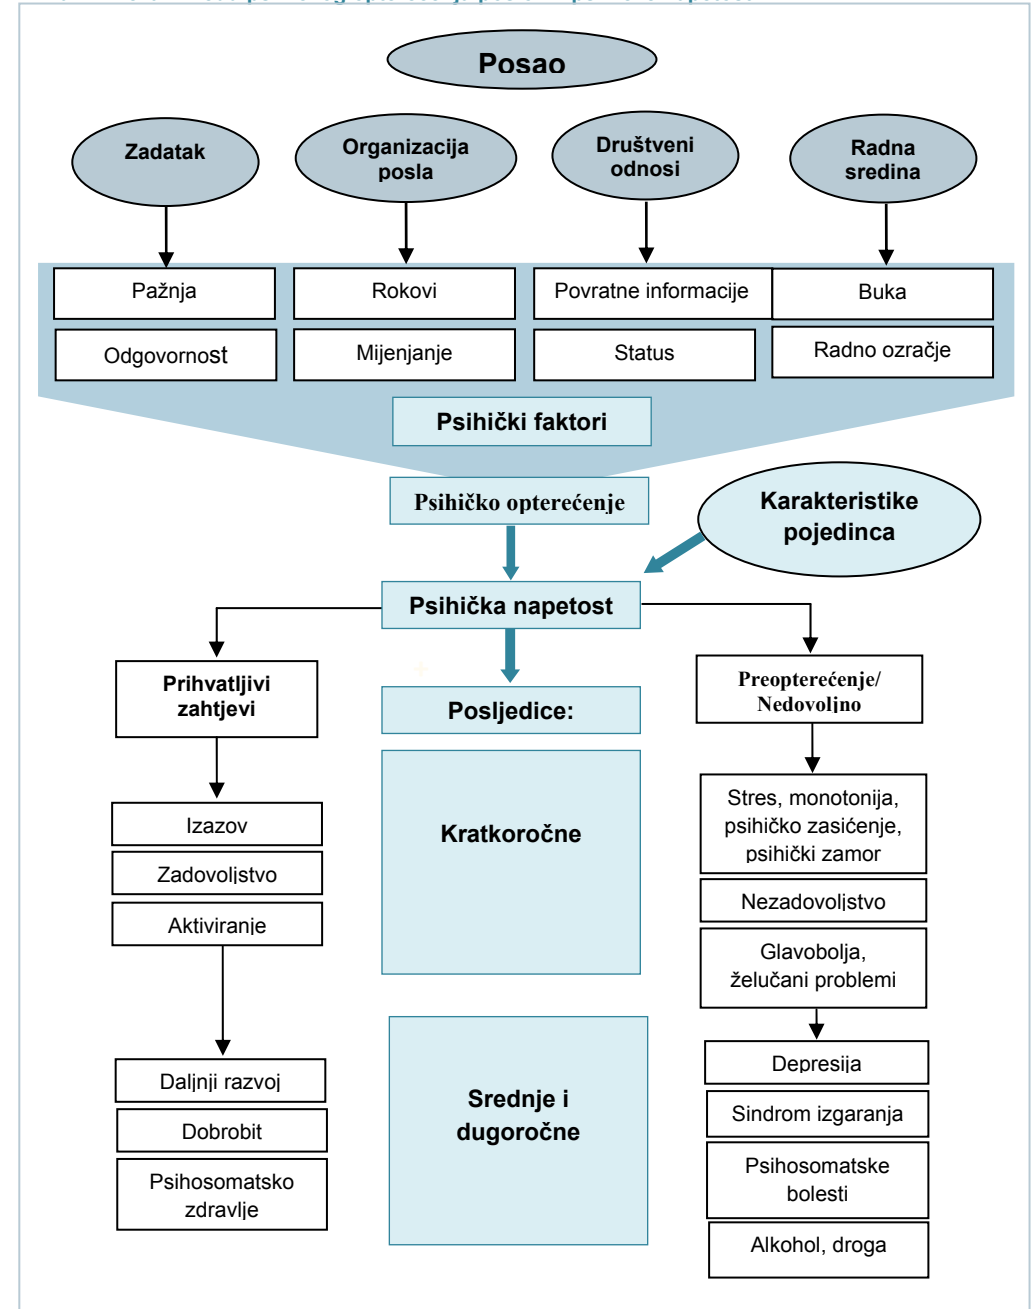 Posao
Zadatak
Organizacija
posla
Društveni
odnosi
Radna
sredina
Pažnja
Rokovi
Povratne informacije
Buka
Odgovornost
Mijenjanje
Status
Radno ozračje
Psihički faktori
Psihičko opterećenje
Karakteristike
pojedinca
Psihička napetost
Prihvatljivi
zahtjevi
Posljedice:
Preopterećenje/
Nedovoljno
Izazov
Zadovoljstvo
Aktiviranje
Kratkoročne
Stres, monotonija,
psihičko zasićenje,
psihički zamor
Nezadovoljstvo
Glavobolja,
želučani problemi
Daljnji razvoj
Dobrobit
Psihosomatsko
zdravlje
Srednje i
dugoročne
Depresija
Sindrom izgaranja
Psihosomatske
bolesti
Alkohol, droga